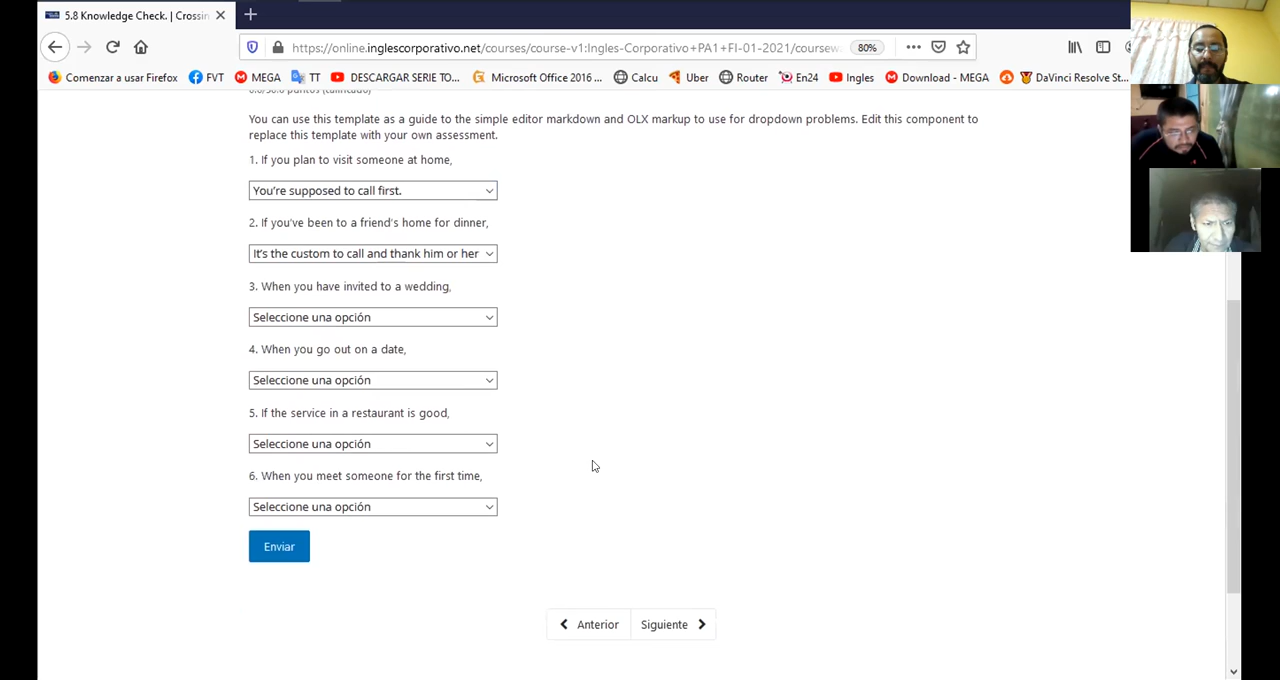 5.8 Knowledge Check. | Crossin
https://online.inglescorporativo.net/courses/course-v1:Ingles-Corporativo+PA1+FI-01-2021/coursew
80%
Comenzar a usar Firefox
FVT
MEGA
TT
DESCARGAR SERIE TO...
Microsoft Office 2016 ...
Calcu
Uber
Router
En24
Ingles
Download - MEGA
DaVinci Resolve St...
You can use this template as a guide to the simple editor markdown and OLX markup to use for dropdown problems. Edit this component to
replace this template with your own assessment.
1. If you plan to visit someone at home,
You're supposed to call first.
2. If you've been to a friend's home for dinner,
It's the custom to call and thank him or her
3. When you have invited to a wedding,
Seleccione una opción
4. When you go out on a date,
Seleccione una opción
5. If the service in a restaurant is good,
Seleccione una opción
6. When you meet someone for the first time,
Seleccione una opción
Enviar
Anterior
Siguiente